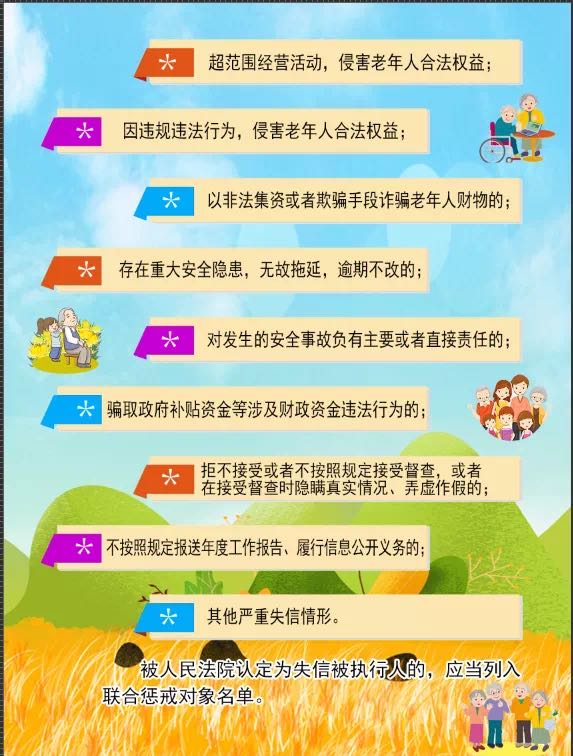 超范围经营活动，侵害老年人合法权益；
因违规违法行为，侵害老年人合法权益；
以非法集资或者欺骗手段诈骗老年人财物的；
存在重大安全隐患，无故拖延，逾期不改的；
对发生的安全事故负有主要或者直接责任的；
骗取政府补贴资金等涉及财政资金违法行为的；
拒不接受或者不按照规定接受督查，或者
在接受督查时隐瞒真实情况、弄虚作假的；
不按照规定报送年度工作报告、履行信息公开义务的；
其他严重失信情形。
被人民法院认定为失信被执行人的，应当列入
联合惩戒对象名单。